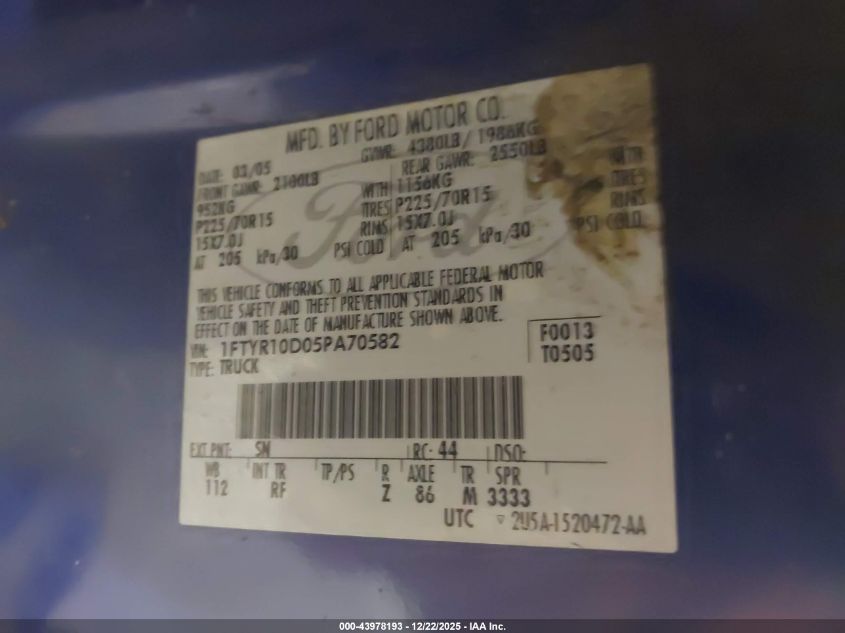 MFD. BY FORD MOTOR CO.
DATE: 03/05 GVWR: 4380LB / 1986KG
FRONT GAWR: 2100LB REAR GAWR: 2550LB
952KG WITH 1156KG WITH
P225/70R15 TIRES P225/70R15 TIRES
15X7.0J RIMS 15X7.0J RIMS
AT 205 kPa/30 PSI COLD AT 205 kPa/30 PSI COLD
THIS VEHICLE CONFORMS TO ALL APPLICABLE FEDERAL MOTOR
VEHICLE SAFETY AND THEFT PREVENTION STANDARDS IN
EFFECT ON THE DATE OF MANUFACTURE SHOWN ABOVE.
VIN: 1FTYR10D05PA70582 F0013
TYPE: TRUCK T0505
EXT PNT: SN RC: 44 DSO:
WB INT TR TP/PS R AXLE TR SPR
112 RF Z 86 M 3333
UTC ▽ 2U5A-1520472-AA
Ford
000-43978193 - 12/22/2025 - IAA Inc.